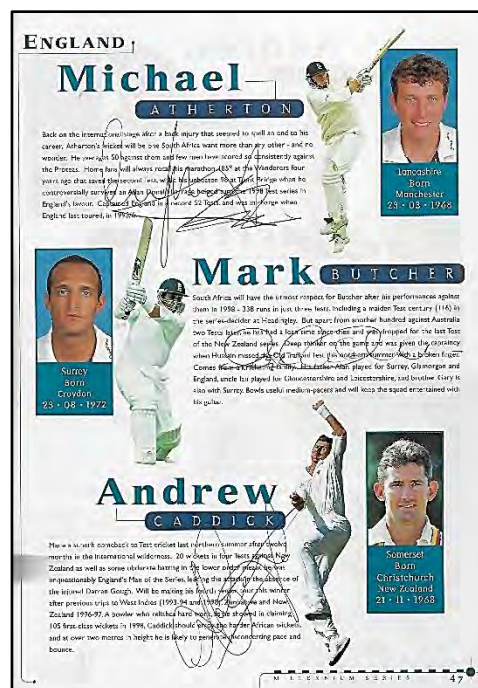 ENGLAND
Michael
ATHERTON
Back on the international stage after a back injury that seemed to spell an end to his
career, Atherton's wicket will be one South Africa want more than any other - and no
wonder. He averages 50 against them and few men have scored so consistently against
the Proteas. Home fans will always recall his marathon 185* at the Wanderers four
years ago that saved the second Test, while his unbeaten 98 at Trent Bridge when he
controversially survived an Allan Donald barrage helped turn the 1998 Test series in
England's favour. Captained England in a record 52 Tests, and was in charge when
England last toured, in 1995/6.
Lancashire
Born
Manchester
23 · 03 · 1968
Mark
BUTCHER
South Africa will have the utmost respect for Butcher after his performances against
them in 1998 - 338 runs in just three tests, including a maiden Test century (116) in
the series-decider at Headingley. But apart from another hundred against Australia
two Tests later, he has had a lean time since then and was dropped for the last Test
of the New Zealand series. Deep thinker on the game and was given the captaincy
when Hussain missed the Old Trafford Test this northern summer with a broken finger.
Comes from a cricketing family. His father Alan played for Surrey, Glamorgan and
England, uncle Ian played for Gloucestershire and Leicestershire, and brother Gary is
also with Surrey. Bowls useful medium-pacers and will keep the squad entertained with
his guitar.
Surrey
Born
Croydon
23 · 08 · 1972
Andrew
CADDICK
Made a superb comeback to Test cricket last northern summer after twelve
months in the international wilderness. 20 wickets in four Tests against New
Zealand as well as some obdurate batting in the lower order meant he was
unquestionably England's Man of the Series, leading the attack in the absence of
the injured Darren Gough. Will be making his fourth senior tour this winter
after previous trips to West Indies (1993-94 and 1998), Zimbabwe and New
Zealand 1996-97. A bowler who relishes hard work, as he showed in claiming
105 first-class wickets in 1998, Caddick should enjoy the harder African wickets,
and at over two metres in height he is likely to generate disconcerting pace and
bounce.
Somerset
Born
Christchurch
New Zealand
21 · 11 · 1968
MILLENNIUM SERIES 47